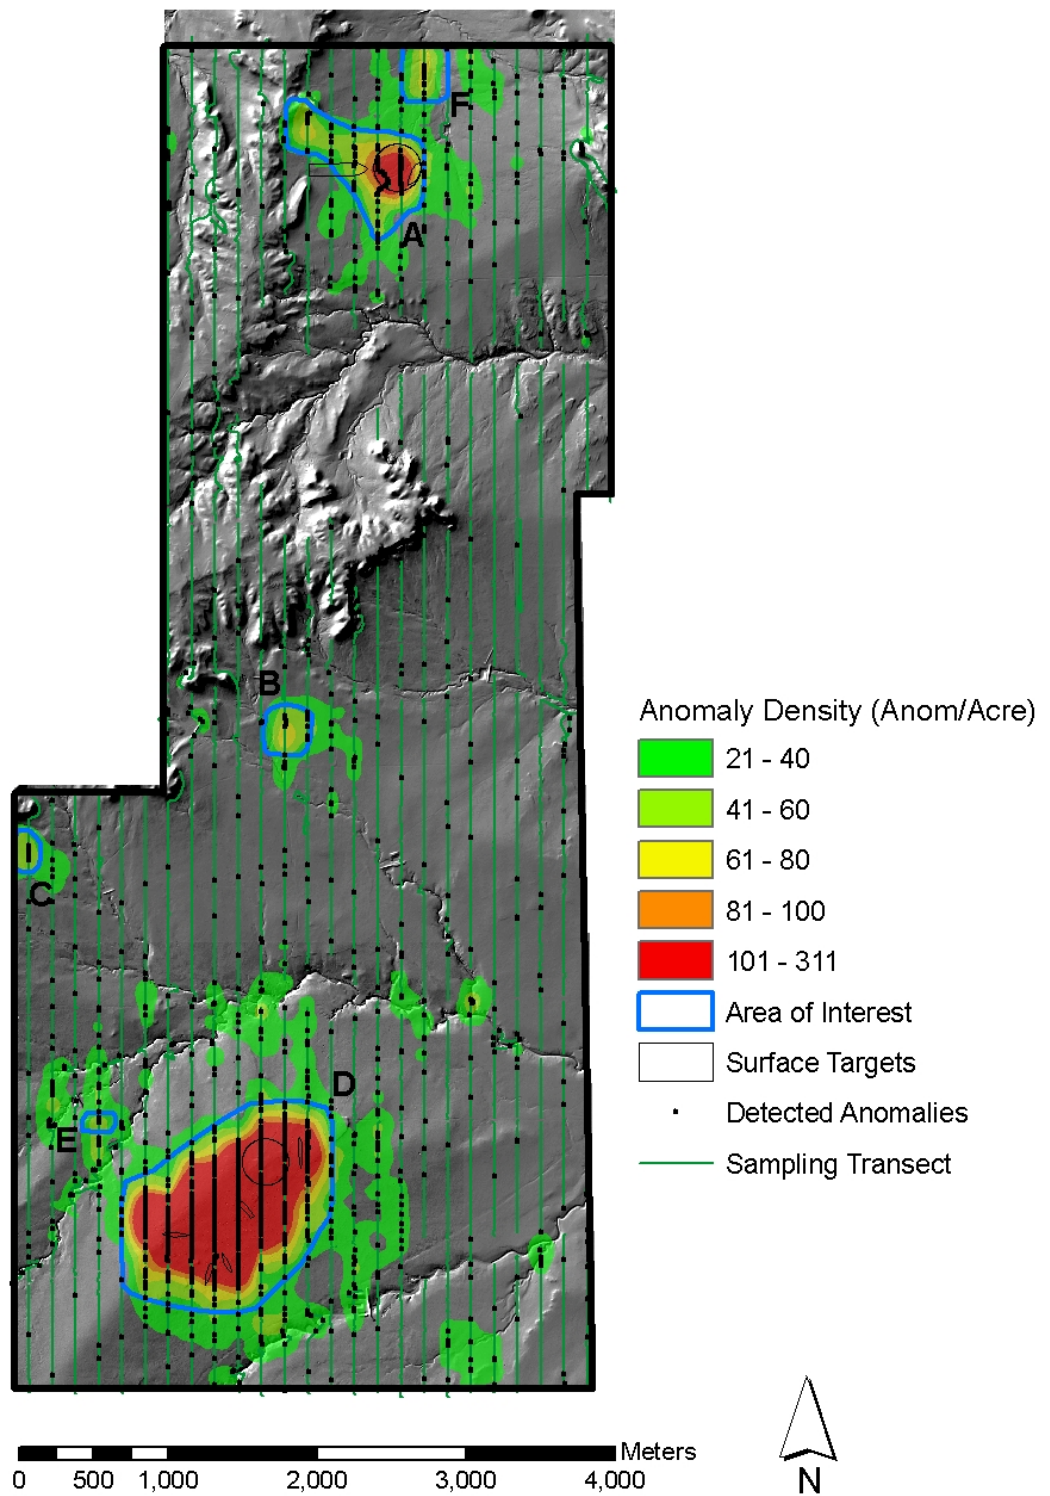 F
A
B
Anomaly Density (Anom/Acre)
21 - 40
41 - 60
61 - 80
81 - 100
101 - 311
Area of Interest
Surface Targets
Detected Anomalies
Sampling Transect
C
D
E
Meters
0 500 1,000 2,000 3,000 4,000
N